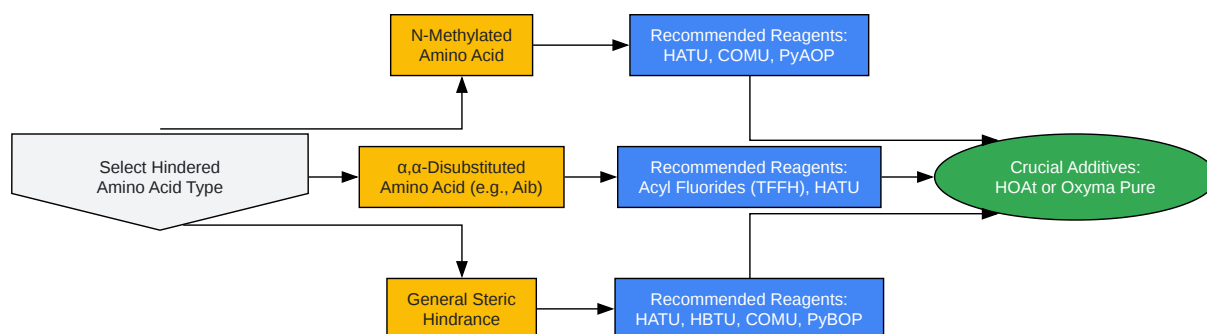 N-Methylated
Amino Acid
Recommended Reagents:
HATU, COMU, PyAOP
Select Hindered
Amino Acid Type
α,α-Disubstituted
Amino Acid (e.g., Aib)
Recommended Reagents:
Acyl Fluorides (TFFH), HATU
Crucial Additives:
HOAt or Oxyma Pure
General Steric
Hindrance
Recommended Reagents:
HATU, HBTU, COMU, PyBOP